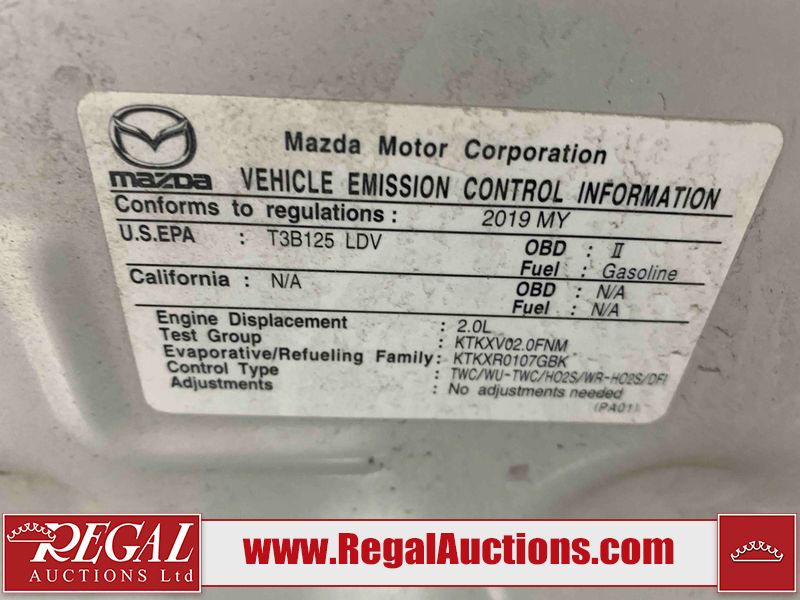 Mazda Motor Corporation
mazda
VEHICLE EMISSION CONTROL INFORMATION
Conforms to regulations : 2019 MY
U.S.EPA : T3B125 LDV OBD : II
Fuel : Gasoline
California : N/A OBD : N/A
Fuel : N/A
Engine Displacement : 2.0L
Test Group : KTKXV02.0FNM
Evaporative/Refueling Family: KTKXR0107GBK
Control Type : TWC/WU-TWC/HO2S/WR-HO2S/DFI
Adjustments : No adjustments needed
(PA01)
REGAL
AUCTIONS Ltd
www.RegalAuctions.com